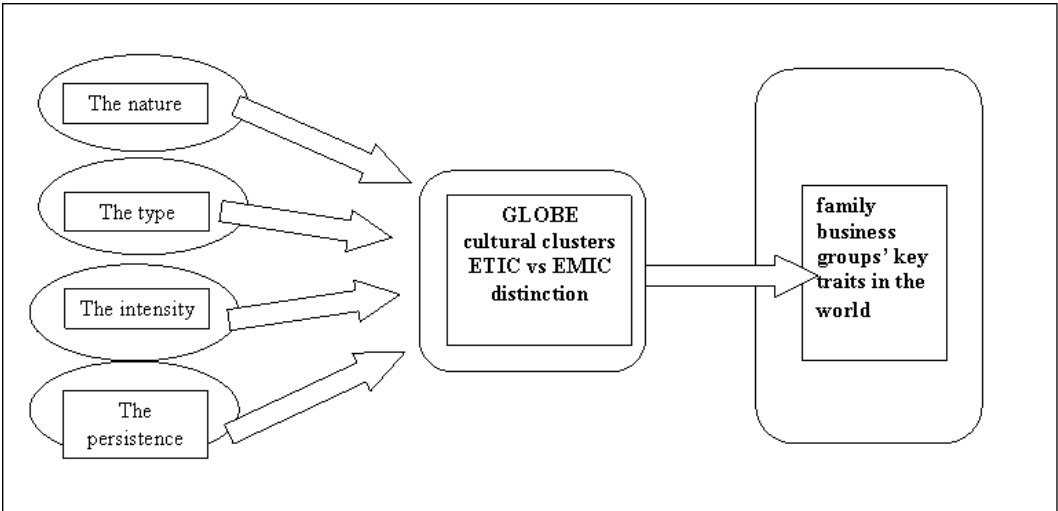 The nature
The type
The intensity
The
persistence
GLOBE
cultural clusters
ETIC vs EMIC
distinction
family
business
groups' key
traits in the
world